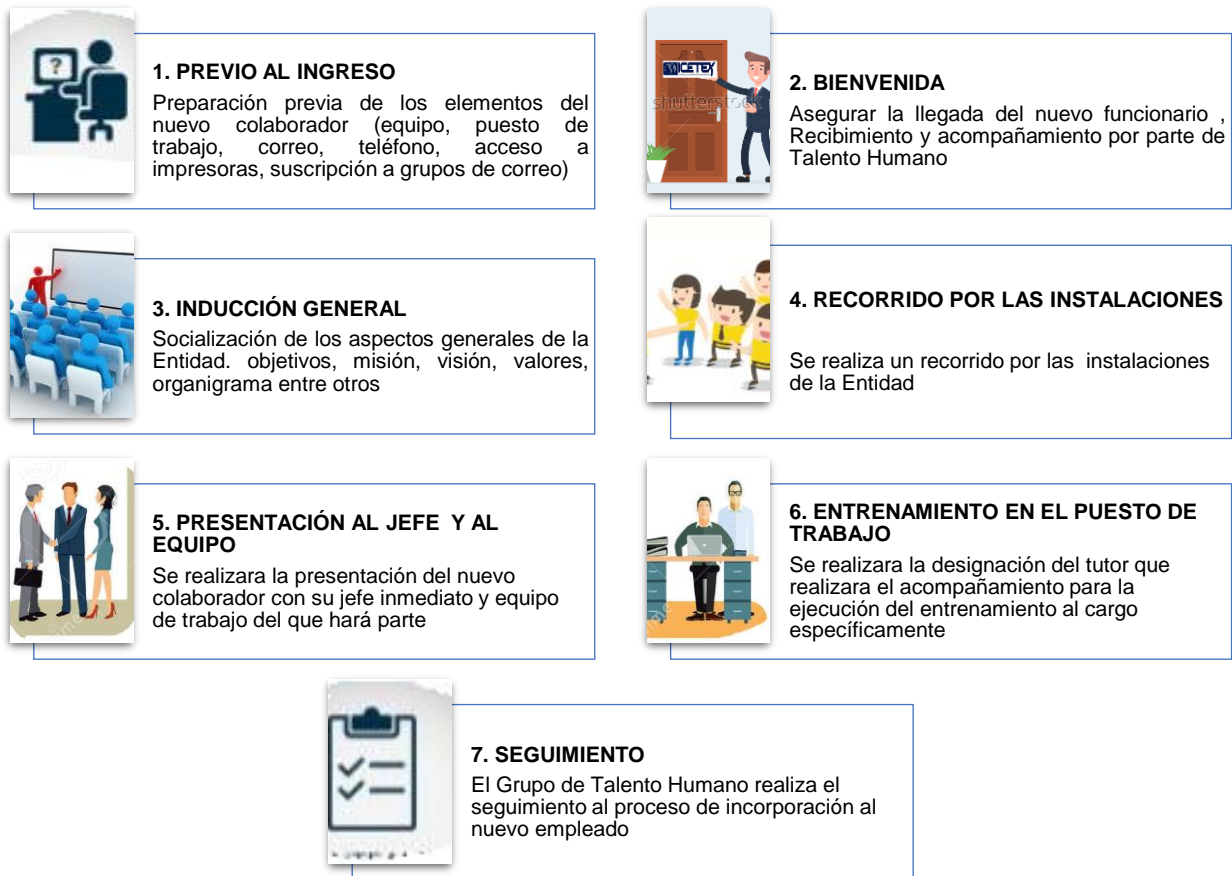 1. PREVIO AL INGRESO
Preparación previa de los elementos del
nuevo colaborador (equipo, puesto de
trabajo, correo, teléfono, acceso a
impresoras, suscripción a grupos de correo)
ICETEX
shutterstock
2. BIENVENIDA
Asegurar la llegada del nuevo funcionario ,
Recibimiento y acompañamiento por parte de
Talento Humano
3. INDUCCIÓN GENERAL
Socialización de los aspectos generales de la
Entidad. objetivos, misión, visión, valores,
organigrama entre otros
4. RECORRIDO POR LAS INSTALACIONES
Se realiza un recorrido por las instalaciones
de la Entidad
5. PRESENTACIÓN AL JEFE Y AL
EQUIPO
Se realizara la presentación del nuevo
colaborador con su jefe inmediato y equipo
de trabajo del que hará parte
6. ENTRENAMIENTO EN EL PUESTO DE
TRABAJO
Se realizara la designación del tutor que
realizara el acompañamiento para la
ejecución del entrenamiento al cargo
específicamente
7. SEGUIMIENTO
El Grupo de Talento Humano realiza el
seguimiento al proceso de incorporación al
nuevo empleado